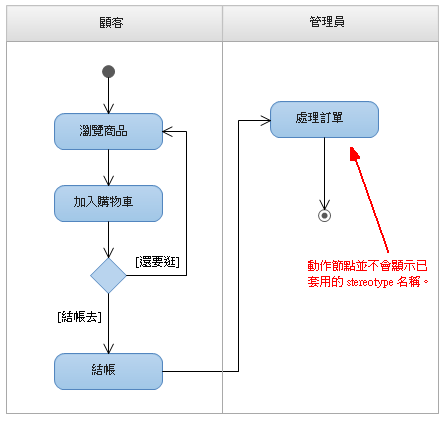 顧客
管理員
瀏覽商品
處理訂單
加入購物車
[還要逛]
動作節點並不會顯示已
套用的 stereotype 名稱。
[結帳去]
結帳